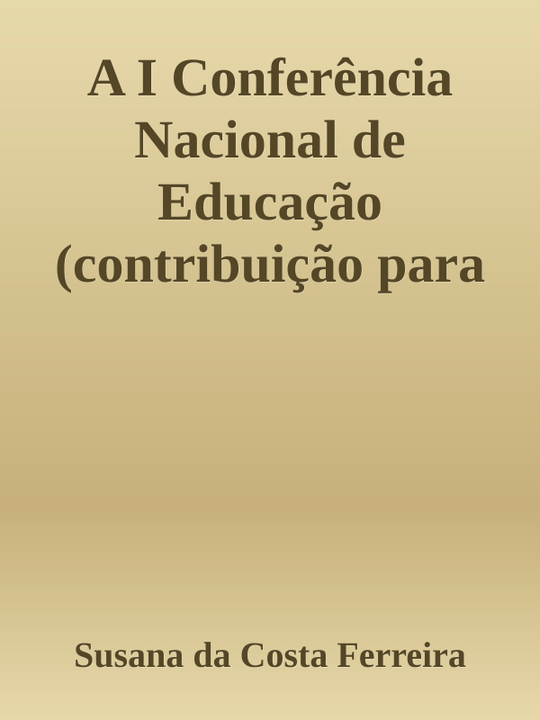 A I Conferência
Nacional de
Educação
(contribuição para
Susana da Costa Ferreira